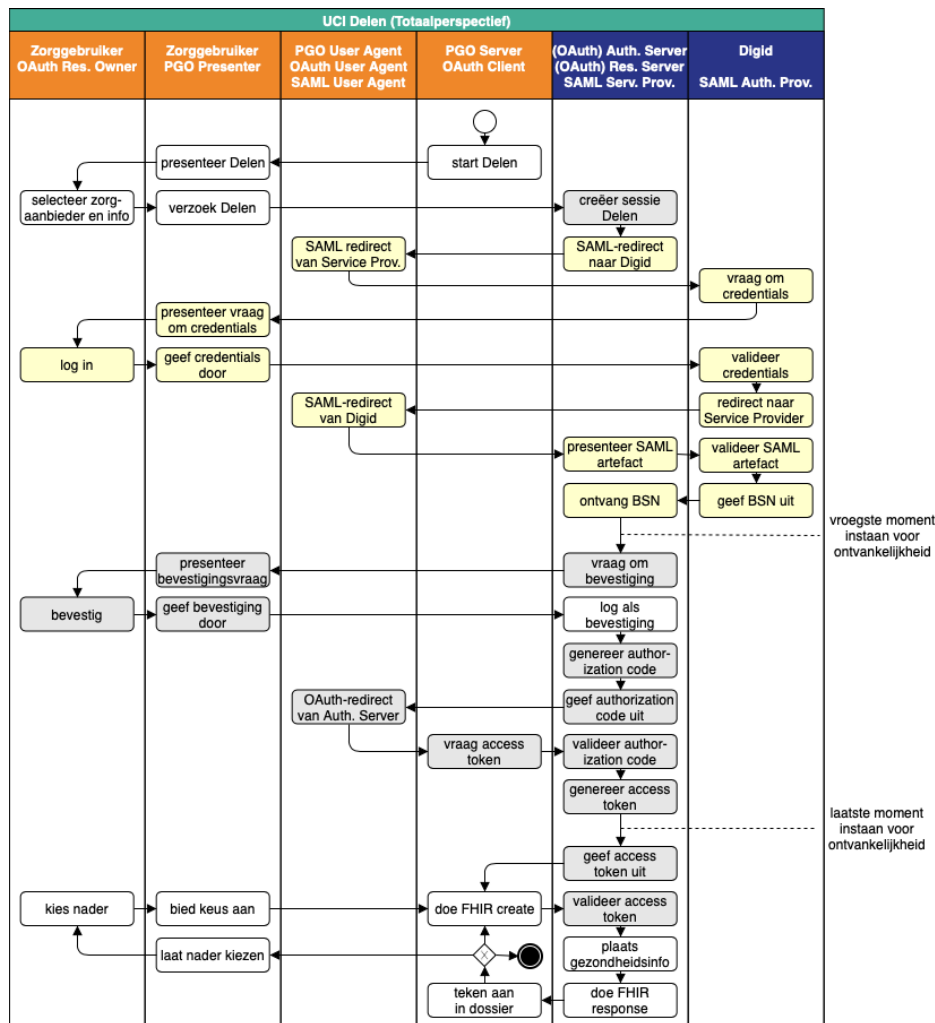 UCI Delen (Totaalperspectief)
Zorggebruiker
OAuth Res. Owner
Zorggebruiker
PGO Presenter
PGO User Agent
OAuth User Agent
SAML User Agent
PGO Server
OAuth Client
(OAuth) Auth. Server
(OAuth) Res. Server
SAML Serv. Prov.
Digid
SAML Auth. Prov.
presenteer Delen
start Delen
selecteer zorg-
aanbieder en info
verzoek Delen
creëer sessie
Delen
SAML redirect
van Service Prov.
SAML-redirect
naar Digid
vraag om
credentials
presenteer vraag
om credentials
log in
geef credentials
door
valideer
credentials
SAML-redirect
van Digid
redirect naar
Service Provider
presenteer SAML
artefact
valideer SAML
artefact
ontvang BSN
geef BSN uit
vroegste moment
instaan voor
ontvankelijkheid
presenteer
bevestigingsvraag
vraag om
bevestiging
bevestig
geef bevestiging
door
log als
bevestiging
genereer author-
ization code
OAuth-redirect
van Auth. Server
geef authorization
code uit
vraag access
token
valideer author-
ization code
genereer access
token
laatste moment
instaan voor
ontvankelijkheid
geef access
token uit
kies nader
bied keus aan
doe FHIR create
valideer access
token
laat nader kiezen
X
plaats
gezondheidsinfo
teken aan
in dossier
doe FHIR
response